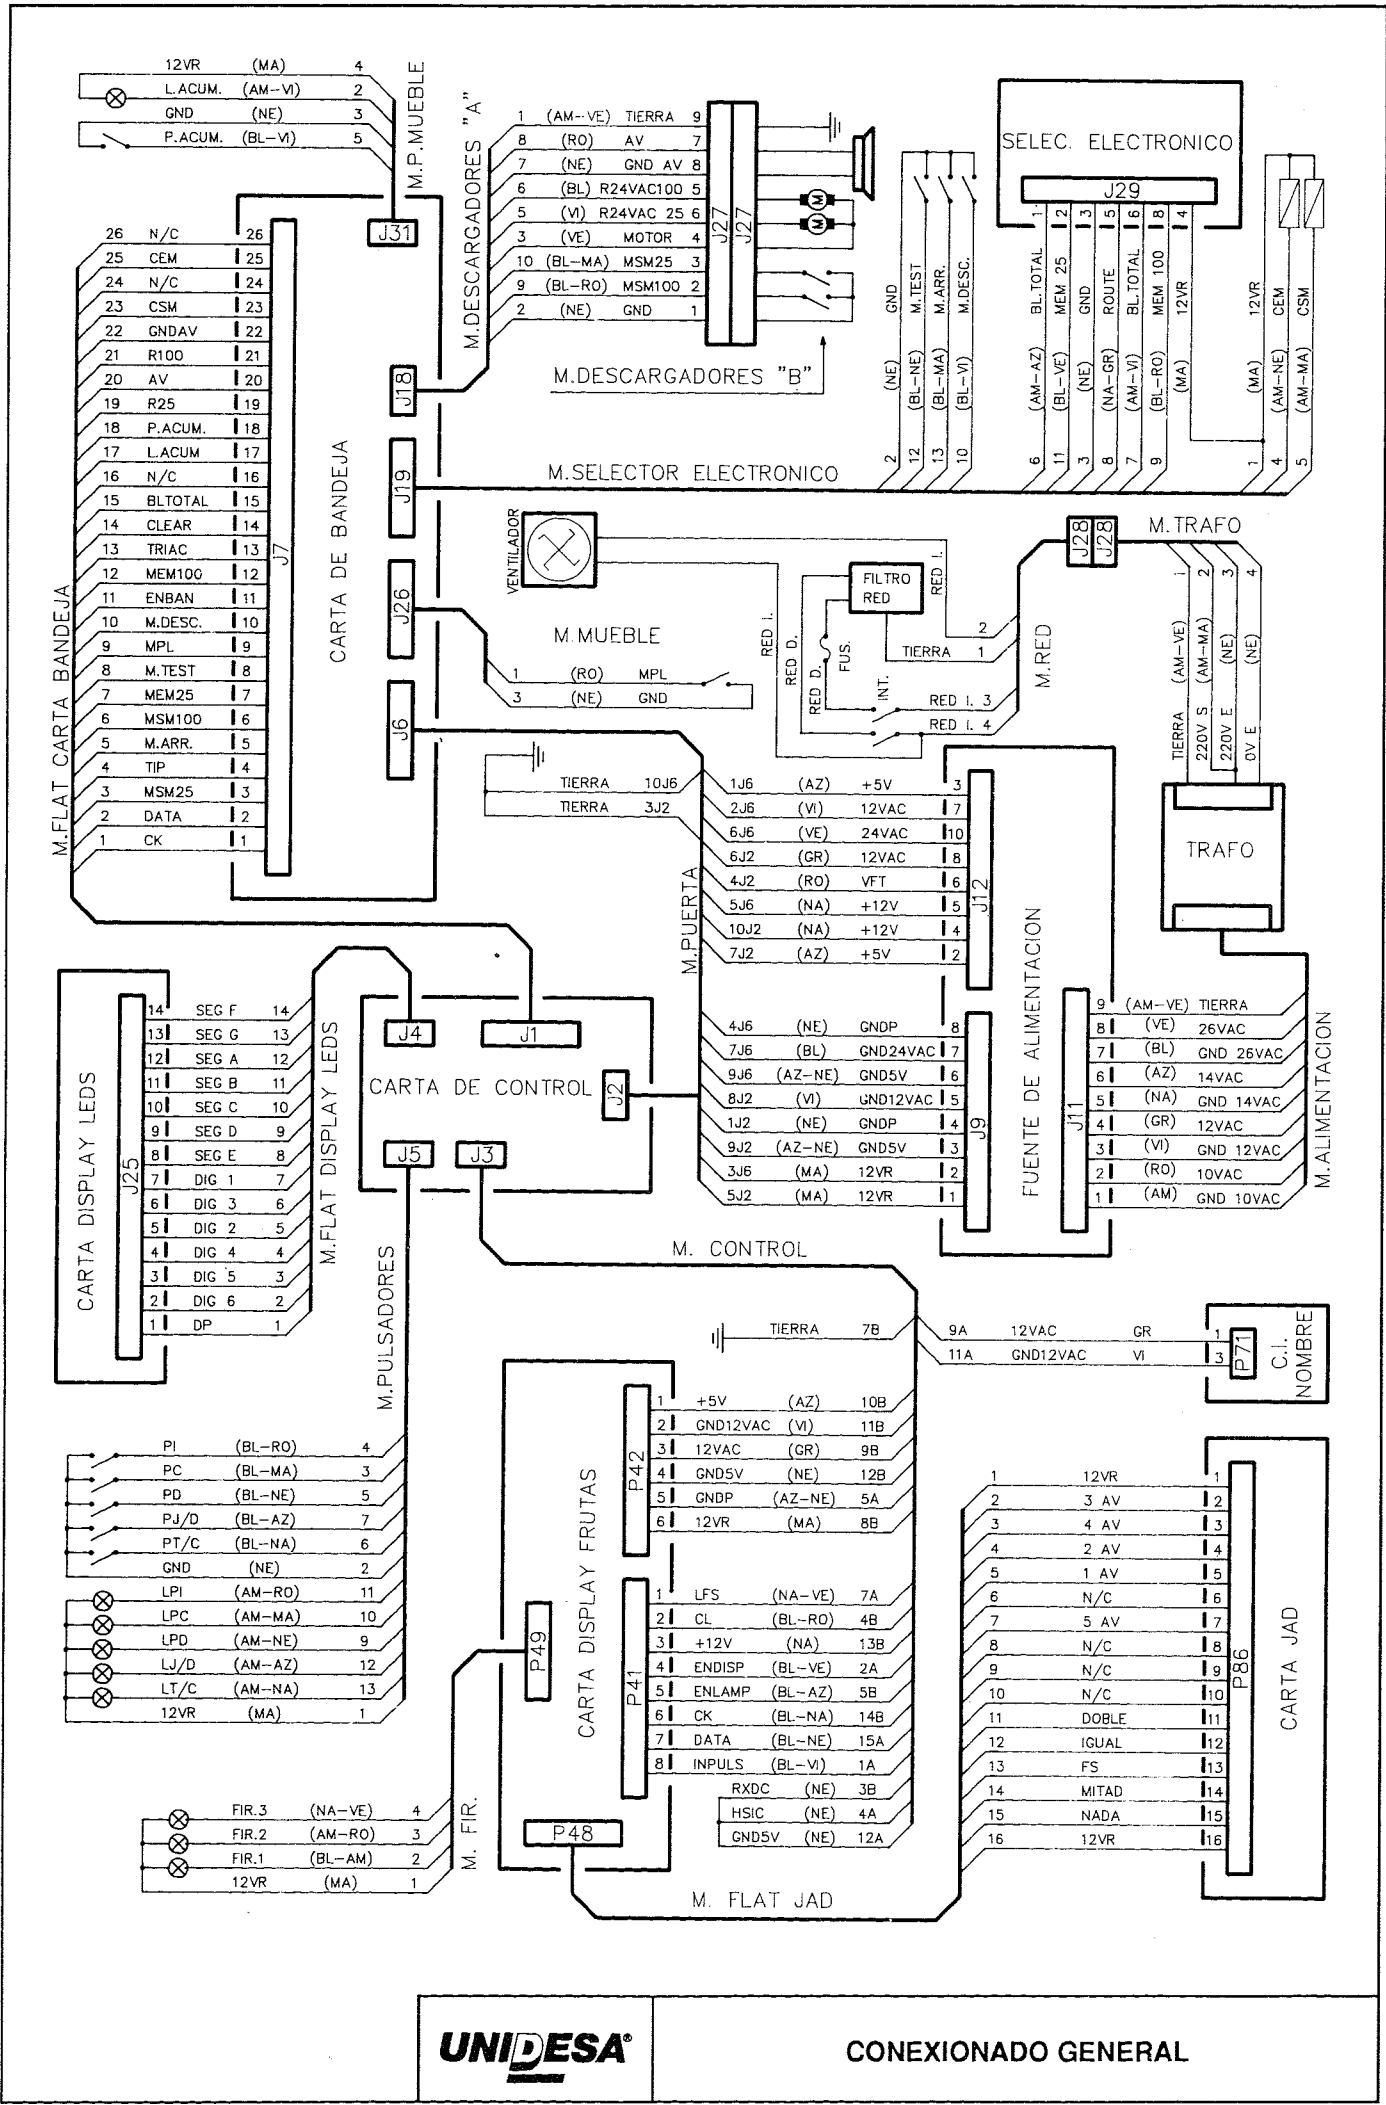 12VR (MA) 4
L.ACUM. (AM-VI) 2
GND (NE) 3
P.ACUM. (BL-VI) 5
M.P.MUEBLE
J31
26 N/C 26
25 CEM 25
24 N/C 24
23 CSM 23
22 GNDAV 22
21 R100 21
20 AV 20
19 R25 19
18 P.ACUM. 18
17 L.ACUM 17
16 N/C 16
15 BLTOTAL 15
14 CLEAR 14
13 TRIAC 13
12 MEM100 12
11 ENBAN 11
10 M.DESC. 10
9 MPL 9
8 M.TEST 8
7 MEM25 7
6 MSM100 6
5 M.ARR. 5
4 TIP 4
3 MSM25 3
2 DATA 2
1 CK 1
M.FLAT CARTA BANDEJA
J7
CARTA DE BANDEJA
J18
J19
J26
J6
M.DESCARGADORES "A"
1 (AM-VE) TIERRA 9
8 (RO) AV 7
7 (NE) GND AV 8
6 (BL) R24VAC100 5
5 (VI) R24VAC 25 6
3 (VE) MOTOR 4
10 (BL-MA) MSM25 3
9 (BL-RO) MSM100 2
2 (NE) GND 1
J27
J27
M
M
M.DESCARGADORES "B"
SELEC. ELECTRONICO
J29
2 (NE) GND
12 (BL-NE) M.TEST
13 (BL-MA) M.ARR.
10 (BL-VI) M.DESC.
6 (AM-AZ) BL.TOTAL 1
11 (BL-VE) MEM 25 2
3 (NE) GND 3
8 (NA-GR) ROUTE 5
7 (AM-VI) BL.TOTAL 6
9 (BL-RO) MEM 100 8
(MA) 12VR 4
1 (MA) 12VR
4 (AM-NE) CEM
5 (AM-MA) CSM
M.SELECTOR ELECTRONICO
VENTILADOR
M.MUEBLE
1 (RO) MPL
3 (NE) GND
FILTRO
RED
RED I.
RED I.
RED D.
RED D.
FUS.
INT.
2
TIERRA 1
RED I. 3
RED I. 4
M.RED
J28
J28
M.TRAFO
TIERRA (AM-VE) 1
220V S (AM-MA) 2
220V E (NE) 3
0V E (NE) 4
TRAFO
TIERRA 10J6
TIERRA 3J2
M.PUERTA
1J6 (AZ) +5V 3
2J6 (VI) 12VAC 7
6J6 (VE) 24VAC 10
6J2 (GR) 12VAC 8
4J2 (RO) VFT 6
5J6 (NA) +12V 5
10J2 (NA) +12V 4
7J2 (AZ) +5V 2
J12
4J6 (NE) GNDP 8
7J6 (BL) GND24VAC 7
9J6 (AZ-NE) GND5V 6
8J2 (VI) GND12VAC 5
1J2 (NE) GNDP 4
9J2 (AZ-NE) GND5V 3
3J6 (MA) 12VR 2
5J2 (MA) 12VR 1
J9
FUENTE DE ALIMENTACION
J11
9 (AM-VE) TIERRA
8 (VE) 26VAC
7 (BL) GND 26VAC
6 (AZ) 14VAC
5 (NA) GND 14VAC
4 (GR) 12VAC
3 (VI) GND 12VAC
2 (RO) 10VAC
1 (AM) GND 10VAC
M.ALIMENTACION
CARTA DISPLAY LEDS
J25
14 SEG F 14
13 SEG G 13
12 SEG A 12
11 SEG B 11
10 SEG C 10
9 SEG D 9
8 SEG E 8
7 DIG 1 7
6 DIG 3 6
5 DIG 2 5
4 DIG 4 4
3 DIG 5 3
2 DIG 6 2
1 DP 1
M.FLAT DISPLAY LEDS
J4
J1
CARTA DE CONTROL
J2
J5
J3
M. CONTROL
M.PULSADORES
PI (BL-RO) 4
PC (BL-MA) 3
PD (BL-NE) 5
PJ/D (BL-AZ) 7
PT/C (BL-NA) 6
GND (NE) 2
LPI (AM-RO) 11
LPC (AM-MA) 10
LPD (AM-NE) 9
LJ/D (AM-AZ) 12
LT/C (AM-NA) 13
12VR (MA) 1
TIERRA 7B
9A 12VAC GR 1
11A GND12VAC VI 3
P71
C.I. NOMBRE
CARTA DISPLAY FRUTAS
P42
1 +5V (AZ) 10B
2 GND12VAC (VI) 11B
3 12VAC (GR) 9B
4 GND5V (NE) 12B
5 GNDP (AZ-NE) 5A
6 12VR (MA) 8B
P41
1 LFS (NA-VE) 7A
2 CL (BL-RO) 4B
3 +12V (NA) 13B
4 ENDISP (BL-VE) 2A
5 ENLAMP (BL-AZ) 5B
6 CK (BL-NA) 14B
7 DATA (BL-NE) 15A
8 INPULS (BL-VI) 1A
RXDC (NE) 3B
HSIC (NE) 4A
GND5V (NE) 12A
P49
P48
FIR.3 (NA-VE) 4
FIR.2 (AM-RO) 3
FIR.1 (BL-AM) 2
12VR (MA) 1
M. FIR.
M. FLAT JAD
1 12VR 1
2 3 AV 2
3 4 AV 3
4 2 AV 4
5 1 AV 5
6 N/C 6
7 5 AV 7
8 N/C 8
9 N/C 9
10 N/C 10
11 DOBLE 11
12 IGUAL 12
13 FS 13
14 MITAD 14
15 NADA 15
16 12VR 16
P86
CARTA JAD
UNIDESA®
CONEXIONADO GENERAL